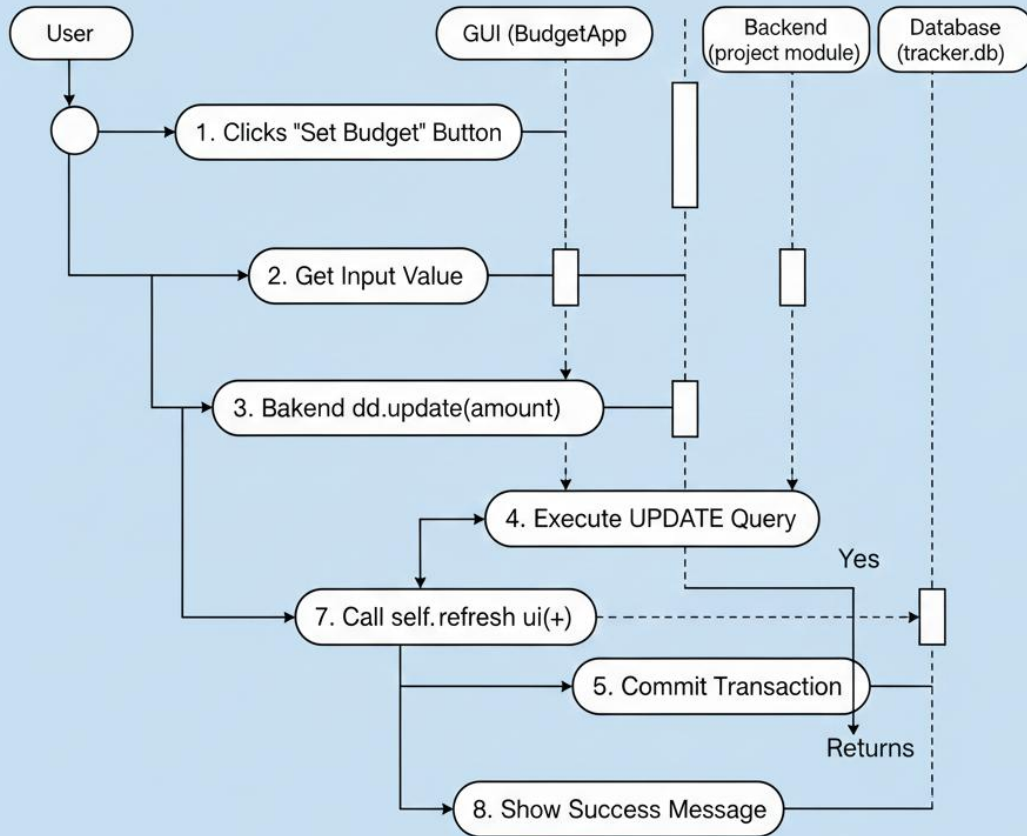 User
GUI (BudgetApp
Backend
(project module)
Database
(tracker.db)
1. Clicks "Set Budget" Button
2. Get Input Value
3. Bakend dd.update(amount)
4. Execute UPDATE Query
Yes
7. Call self.refresh ui(+)
5. Commit Transaction
Returns
8. Show Success Message